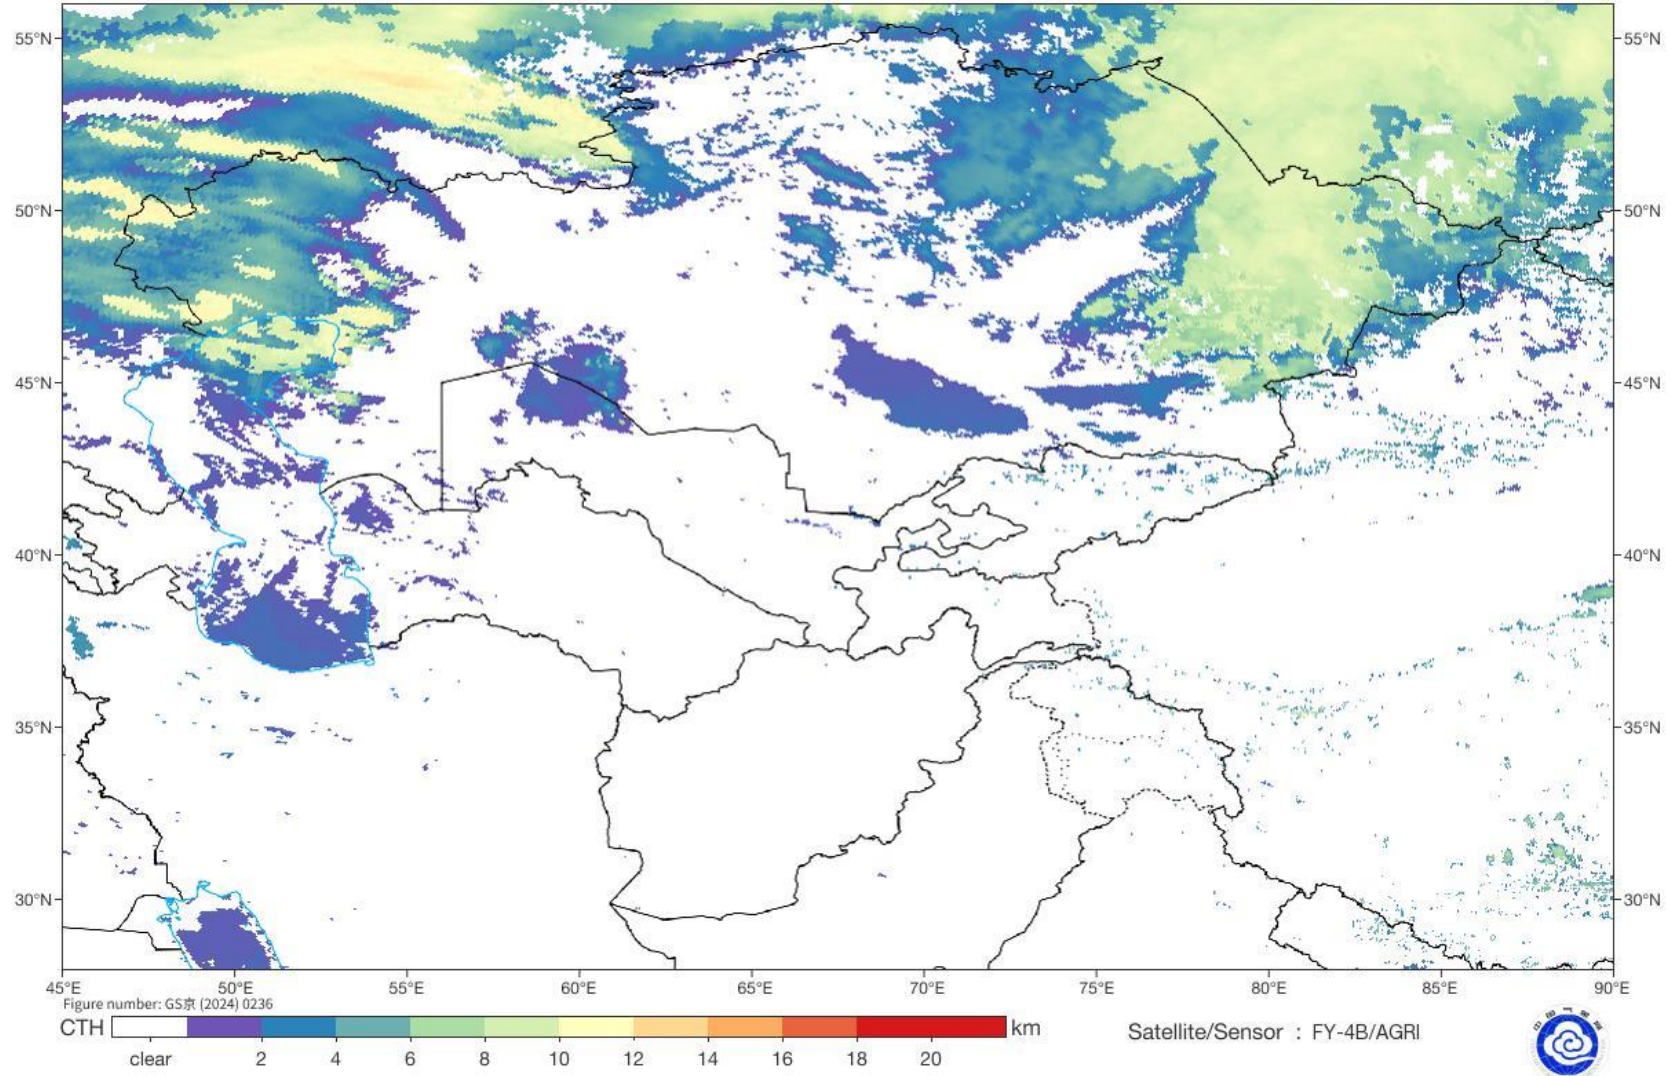 55°N
50°N
45°N
40°N
35°N
30°N
55°N
50°N
45°N
40°N
35°N
30°N
45°E 50°E 55°E 60°E 65°E 70°E 75°E 80°E 85°E 90°E
Figure number: GS京 (2024) 0236
CTH km
clear 2 4 6 8 10 12 14 16 18 20
Satellite/Sensor : FY-4B/AGRI